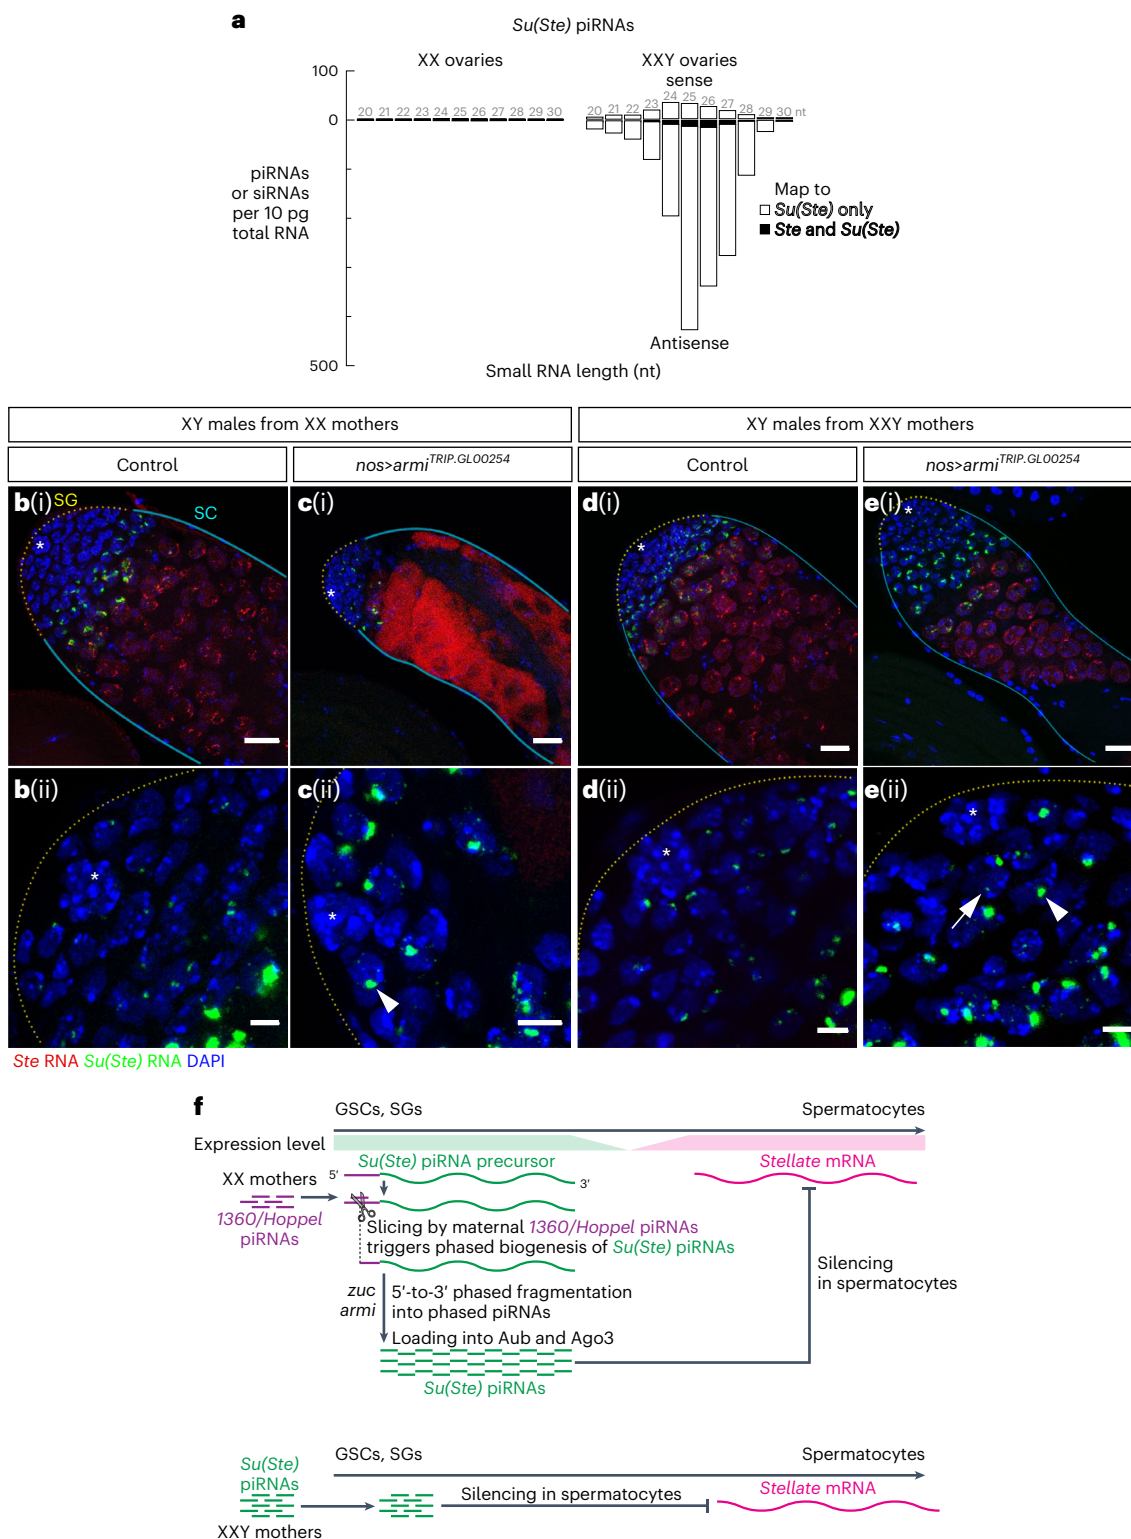 a
Su(Ste) piRNAs
XX ovaries
XXY ovaries
sense
100
0
500
20 21 22 23 24 25 26 27 28 29 30
20 21 22 23 24 25 26 27 28 29 30 nt
piRNAs
or siRNAs
per 10 pg
total RNA
Map to
Su(Ste) only
Ste and Su(Ste)
Antisense
Small RNA length (nt)
XY males from XX mothers
XY males from XXY mothers
Control
nos>armi^TRIP.GL00254
Control
nos>armi^TRIP.GL00254
b(i) SG
SC
*
c(i)
*
d(i)
*
e(i)
*
b(ii)
*
c(ii)
*
d(ii)
*
e(ii)
*
Ste RNA Su(Ste) RNA DAPI
f
GSCs, SGs
Spermatocytes
Expression level
Su(Ste) piRNA precursor
Stellate mRNA
XX mothers
5′
3′
1360/Hoppel
piRNAs
Slicing by maternal 1360/Hoppel piRNAs
triggers phased biogenesis of Su(Ste) piRNAs
Silencing
in spermatocytes
zuc
armi
5′-to-3′ phased fragmentation
into phased piRNAs
Loading into Aub and Ago3
Su(Ste) piRNAs
GSCs, SGs
Spermatocytes
Su(Ste)
piRNAs
Silencing in spermatocytes
Stellate mRNA
XXY mothers